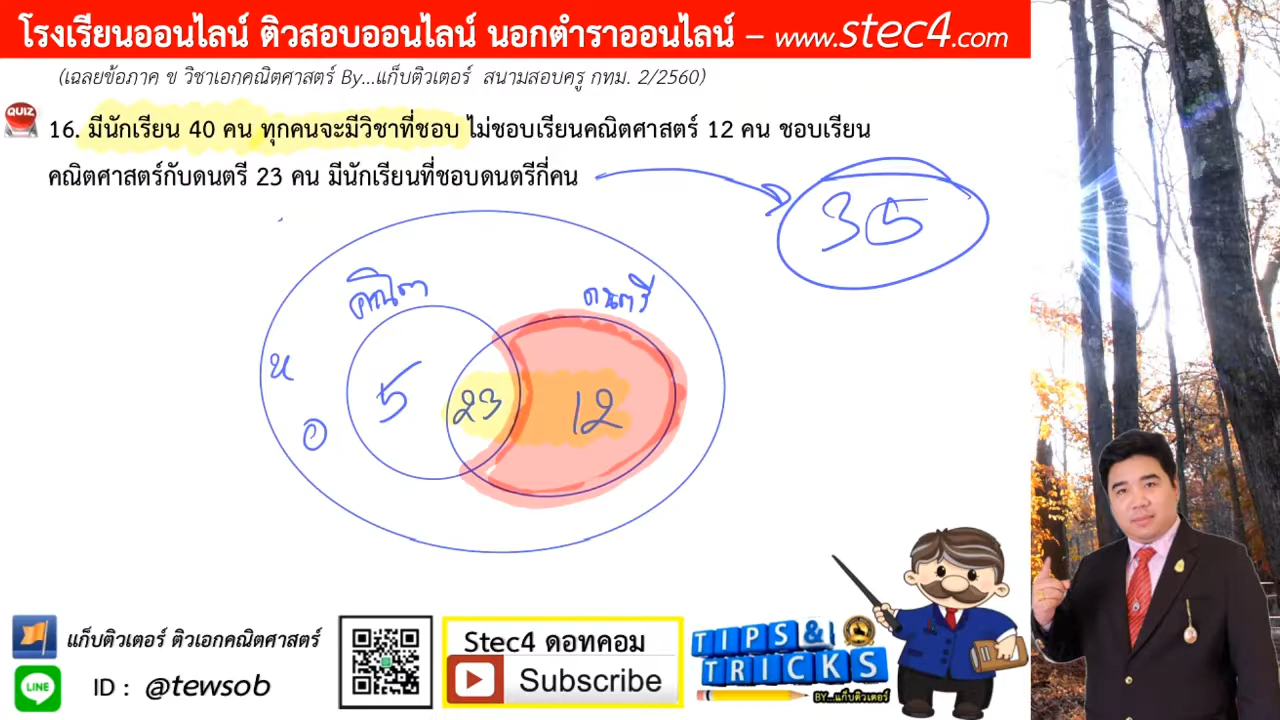 โรงเรียนออนไลน์ ติวสอบออนไลน์ นอกตำราออนไลน์ – www.stec4.com
(เฉลยข้อภาค ข วิชาเอกคณิตศาสตร์ By...แก็บติวเตอร์ สนามสอบครู กทม. 2/2560)
QUIZ
16. มีนักเรียน 40 คน ทุกคนจะมีวิชาที่ชอบ ไม่ชอบเรียนคณิตศาสตร์ 12 คน ชอบเรียน
คณิตศาสตร์กับดนตรี 23 คน มีนักเรียนที่ชอบดนตรีกี่คน
35
คณิต
ดนตรี
u
5
23
12
0
แก็บติวเตอร์ ติวเอกคณิตศาสตร์
LINE
ID : @tewsob
Stec4 ดอทคอม
Subscribe
TIPS &
TRICKS
BY...แก็บติวเตอร์